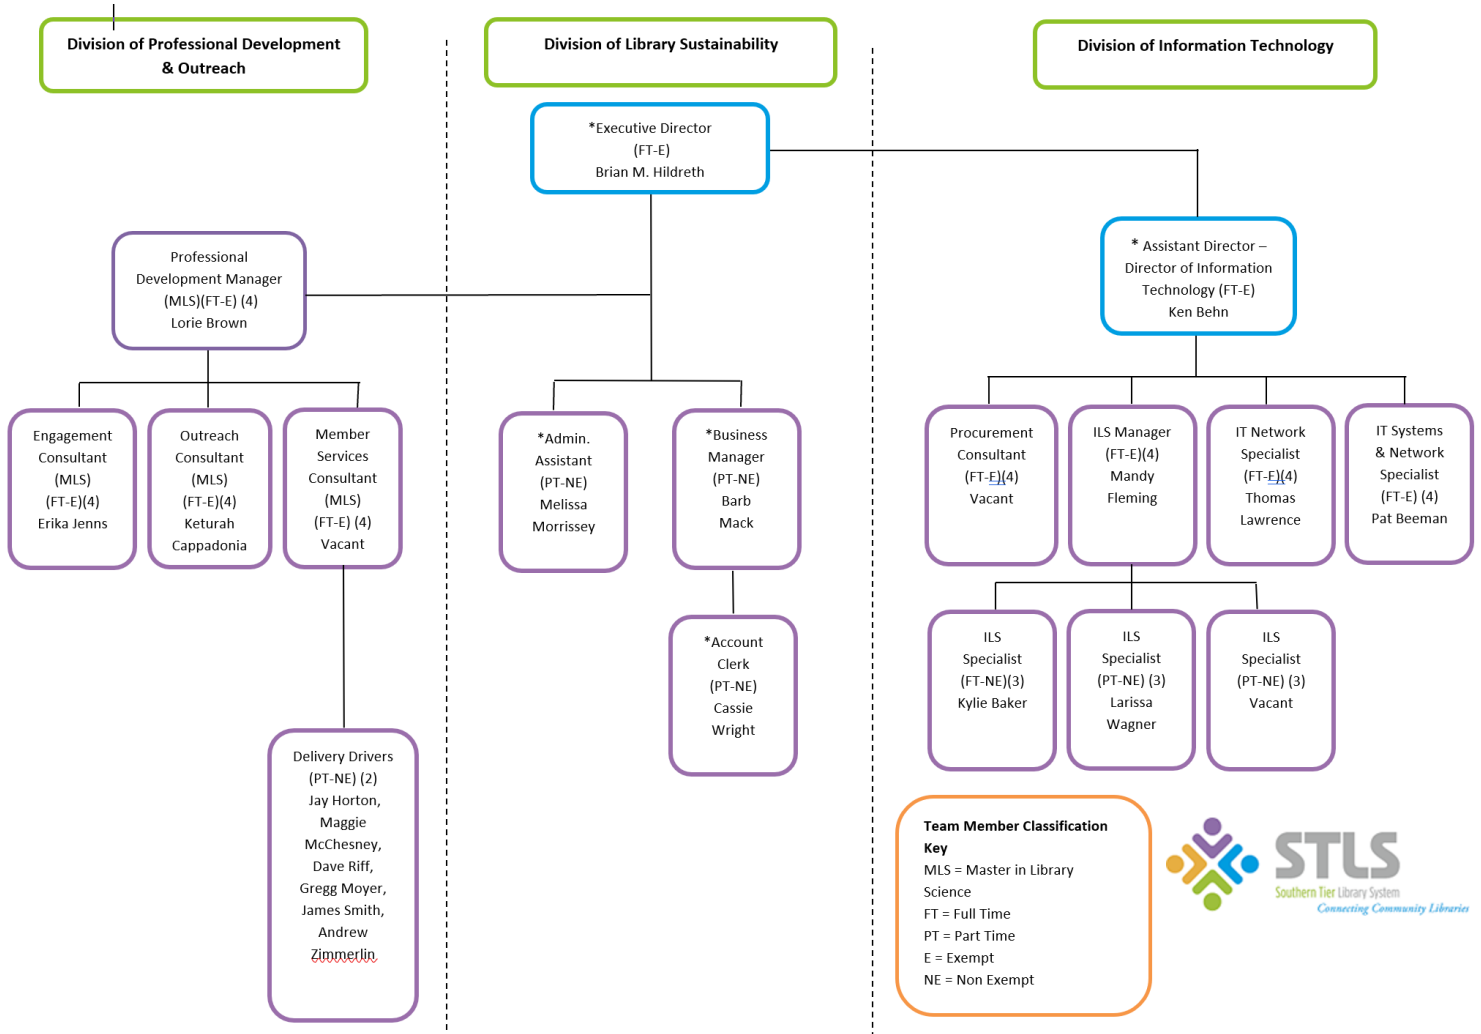 Division of Professional Development
& Outreach
Division of Library Sustainability
Division of Information Technology
*Executive Director
(FT-E)
Brian M. Hildreth
Professional
Development Manager
(MLS)(FT-E) (4)
Lorie Brown
* Assistant Director –
Director of Information
Technology (FT-E)
Ken Behn
Engagement
Consultant
(MLS)
(FT-E)(4)
Erika Jenns
Outreach
Consultant
(MLS)
(FT-E)(4)
Keturah
Cappadonia
Member
Services
Consultant
(MLS)
(FT-E) (4)
Vacant
*Admin.
Assistant
(PT-NE)
Melissa
Morrissey
*Business
Manager
(PT-NE)
Barb
Mack
Procurement
Consultant
(FT-E)(4)
Vacant
ILS Manager
(FT-E)(4)
Mandy
Fleming
IT Network
Specialist
(FT-E)(4)
Thomas
Lawrence
IT Systems
& Network
Specialist
(FT-E) (4)
Pat Beeman
*Account
Clerk
(PT-NE)
Cassie
Wright
ILS
Specialist
(FT-NE)(3)
Kylie Baker
ILS
Specialist
(PT-NE) (3)
Larissa
Wagner
ILS
Specialist
(PT-NE) (3)
Vacant
Delivery Drivers
(PT-NE) (2)
Jay Horton,
Maggie
McChesney,
Dave Riff,
Gregg Moyer,
James Smith,
Andrew
Zimmerlin
Team Member Classification
Key
MLS = Master in Library
Science
FT = Full Time
PT = Part Time
E = Exempt
NE = Non Exempt
STLS
Southern Tier Library System
Connecting Community Libraries